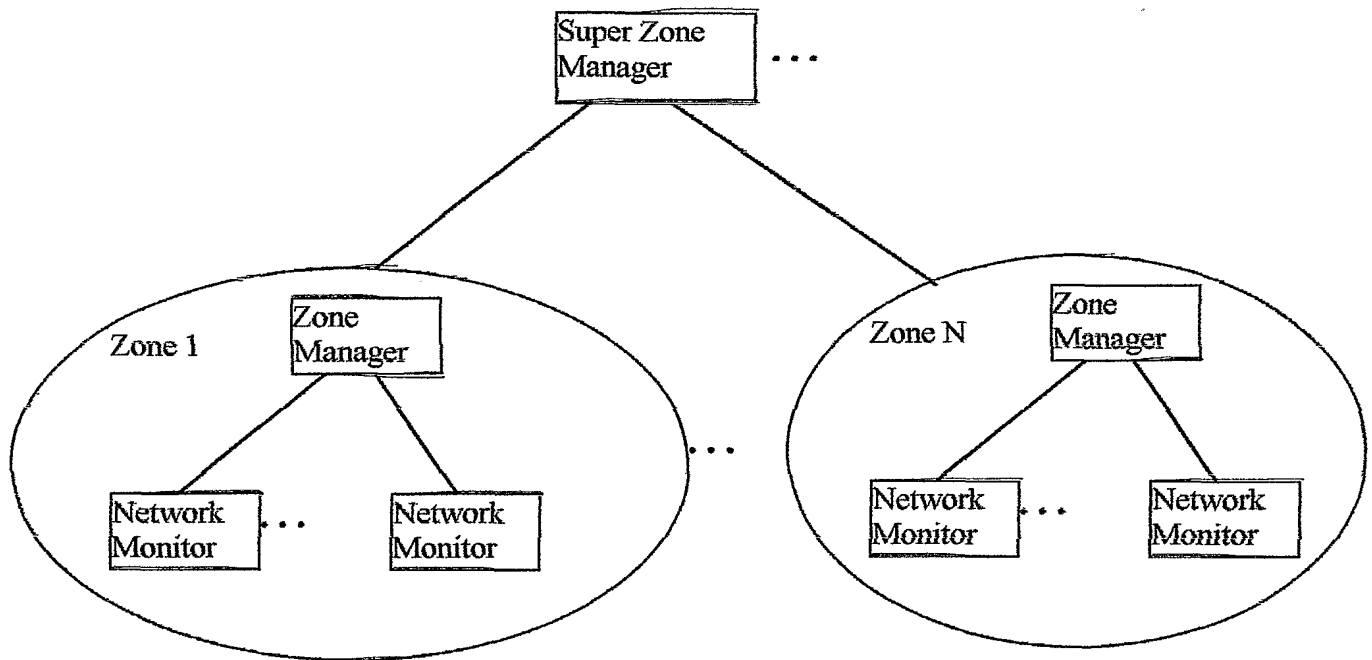 Super Zone
Manager
...
Zone 1
Zone
Manager
Network
Monitor
...
Network
Monitor
...
Zone N
Zone
Manager
Network
Monitor
...
Network
Monitor